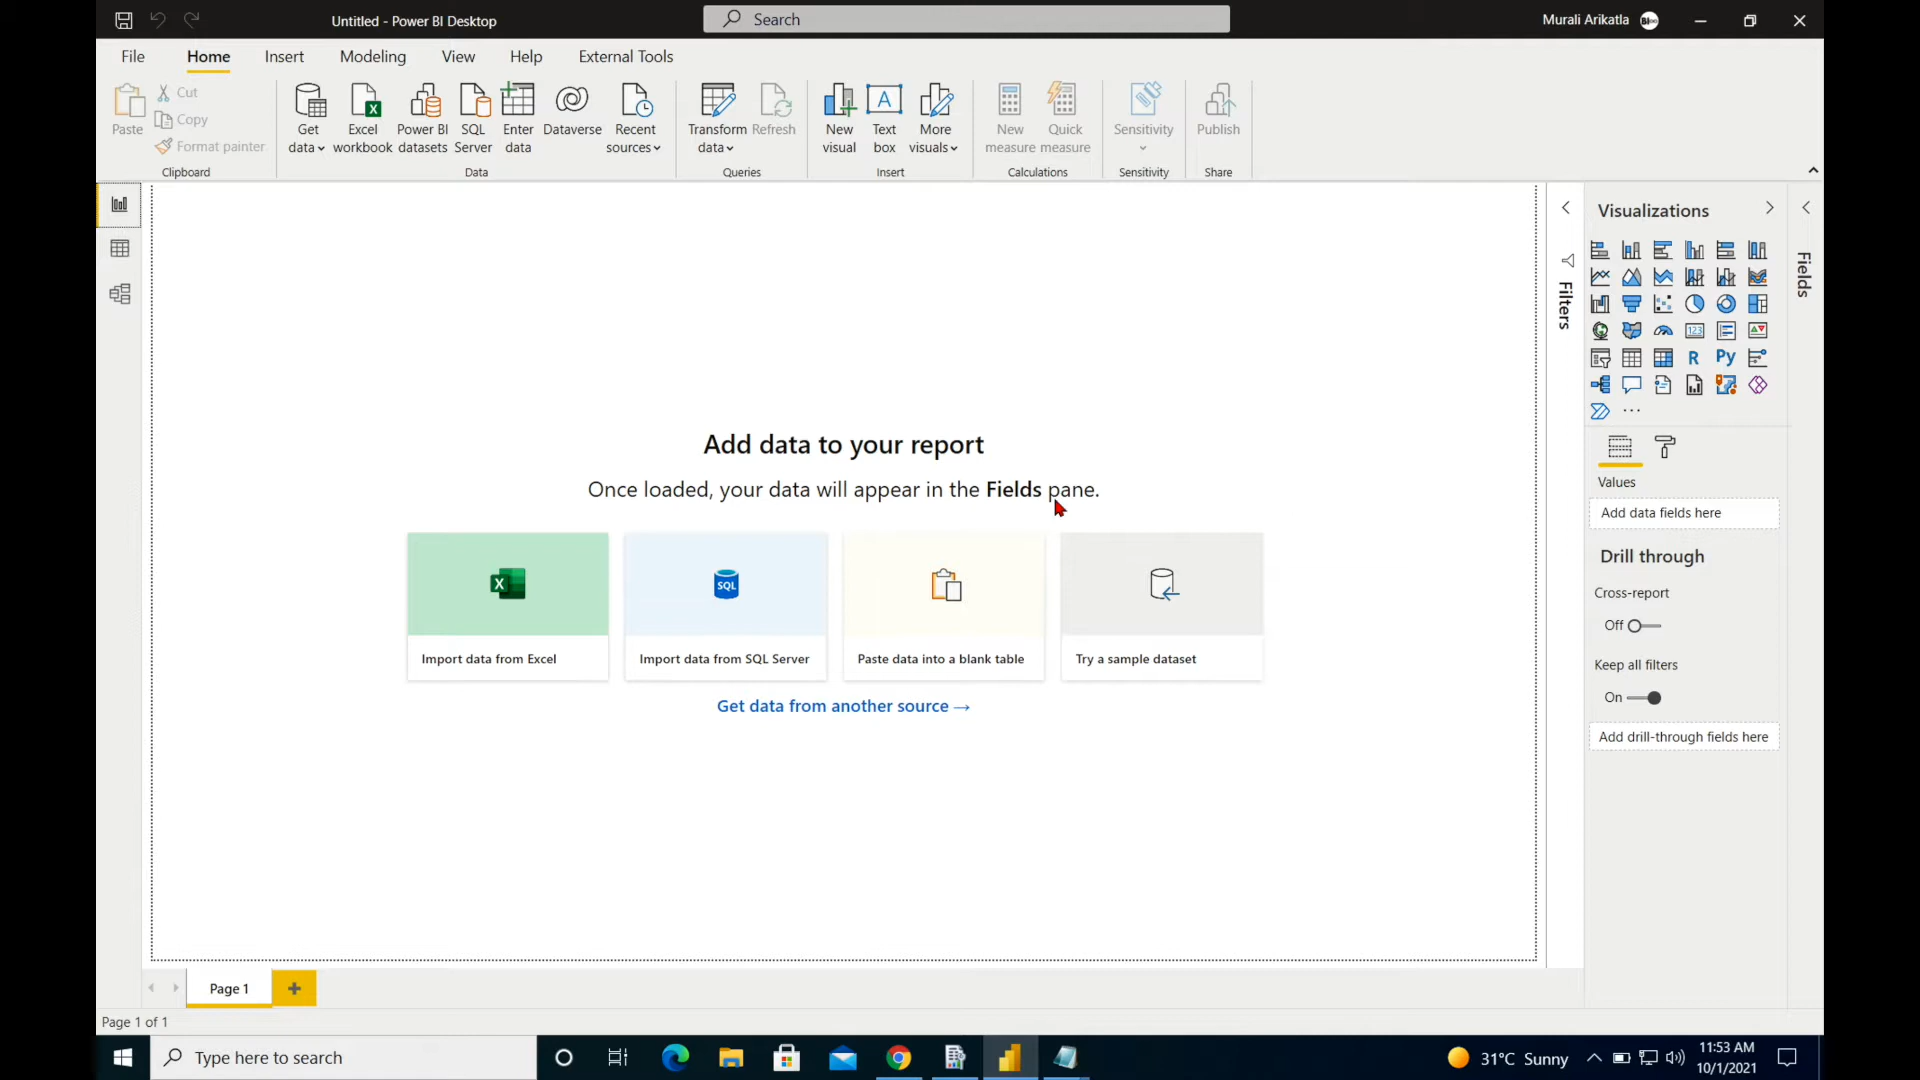 Untitled - Power BI Desktop
Search
Murali Arikatla
File Home Insert Modeling View Help External Tools
Paste
Cut
Copy
Format painter
Clipboard
Get data
Excel workbook
Power BI datasets
SQL Server
Enter data
Dataverse
Recent sources
Data
Transform data
Refresh
Queries
New visual
Text box
More visuals
Insert
New measure
Quick measure
Calculations
Sensitivity
Sensitivity
Publish
Share
Add data to your report
Once loaded, your data will appear in the Fields pane.
X
SQL
Import data from Excel
Import data from SQL Server
Paste data into a blank table
Try a sample dataset
Get data from another source →
Filters
Visualizations
123
R
Py
Values
Add data fields here
Drill through
Cross-report
Off
Keep all filters
On
Add drill-through fields here
Fields
Page 1
Page 1 of 1
Type here to search
31°C Sunny
11:53 AM
10/1/2021